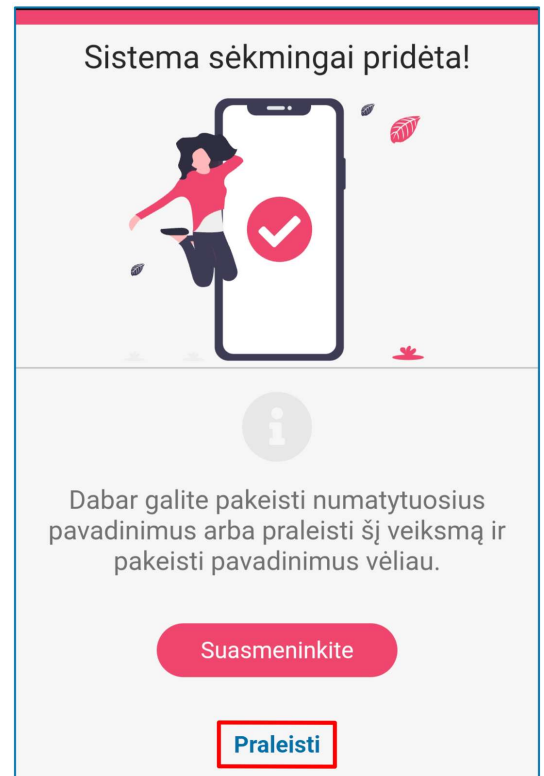 Sistema sėkmingai pridėta!
Dabar galite pakeisti numatytuosius
pavadinimus arba praleisti šį veiksmą ir
pakeisti pavadinimus vėliau.
Suasmeninkite
Praleisti